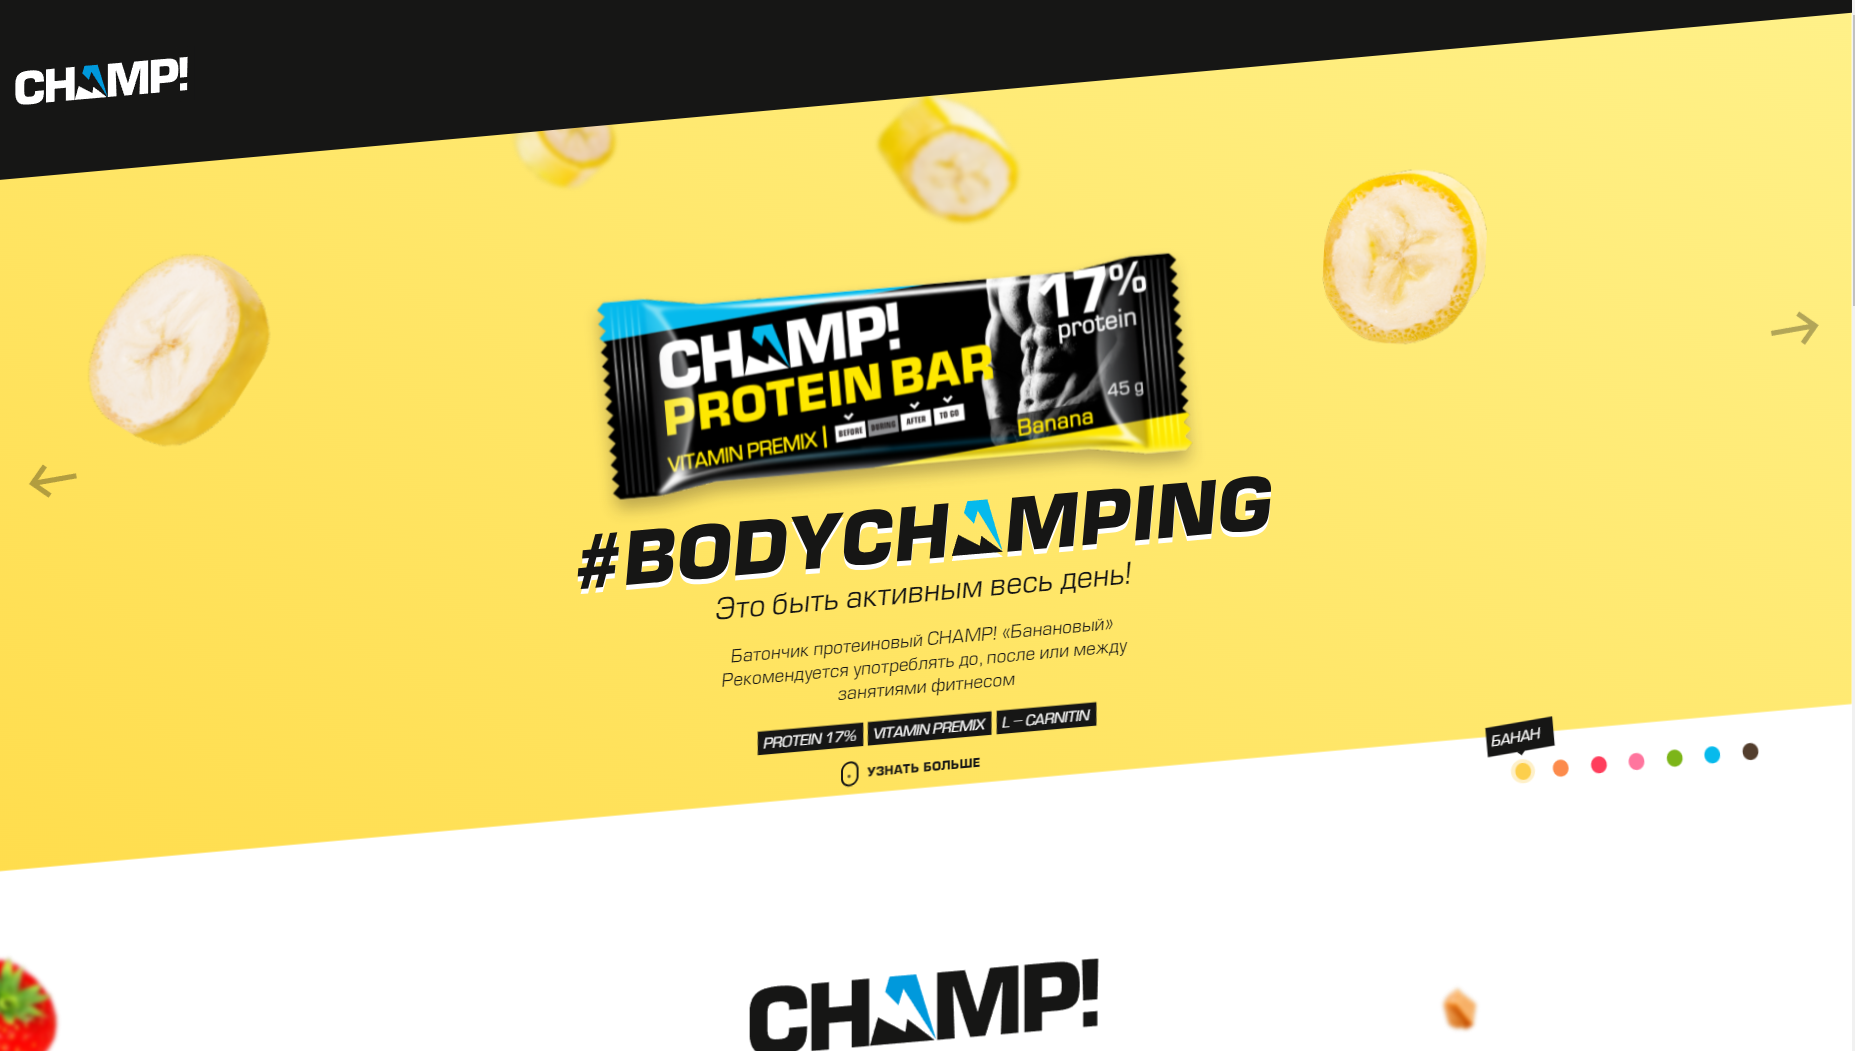 CHAMP!
17%
protein
CHAMP!
PROTEIN BAR
45 g
VITAMIN PREMIX | BEFORE DURING AFTER TO GO
Banana
#BODYCHAMPING
Это быть активным весь день!
Батончик протеиновый CHAMP! «Банановый»
Рекомендуется употреблять до, после или между
занятиями фитнесом
PROTEIN 17% VITAMIN PREMIX L – CARNITIN
УЗНАТЬ БОЛЬШЕ
БАНАН
CHAMP!